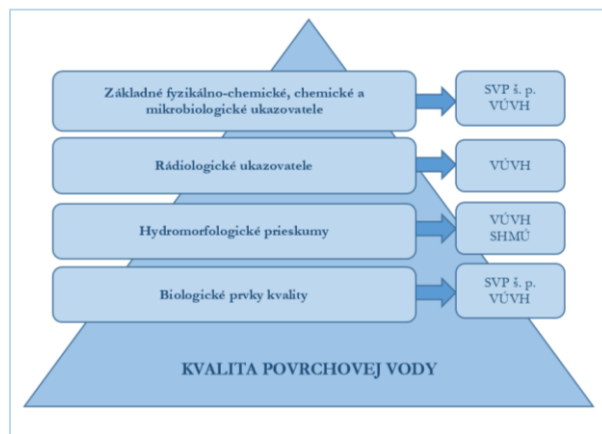 Základné fyzikálno-chemické, chemické a
mikrobiologické ukazovatele
SVP š. p.
VÚVH
Rádiologické ukazovatele
VÚVH
Hydromorfologické prieskumy
VÚVH
SHMÚ
Biologické prvky kvality
SVP š. p.
VÚVH
KVALITA POVRCHOVEJ VODY